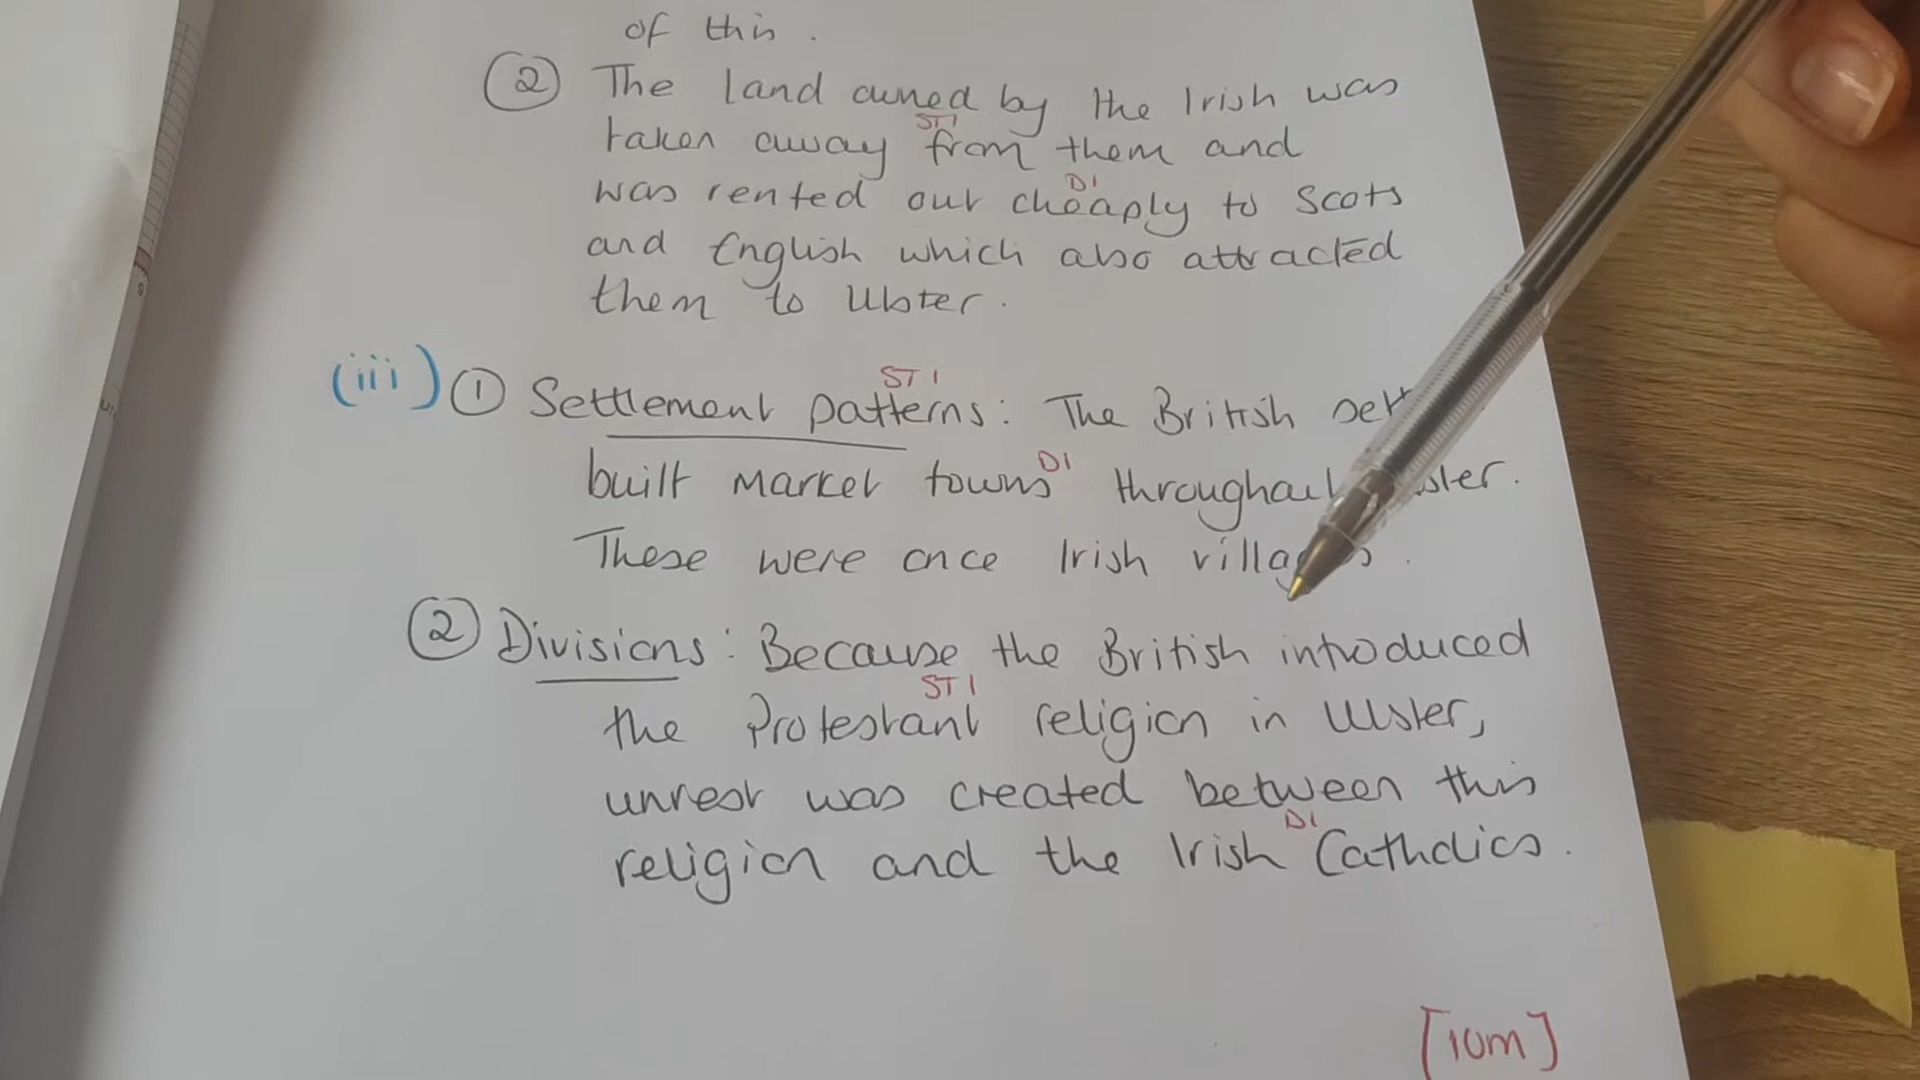 of this.
② The land owned by the Irish was
ST1
taken away from them and
D1
was rented out cheaply to Scots
and English which also attracted
them to Ulster.
ST1
(iii) ① Settlement patterns: The British
D1
built market towns throughout
These were once Irish
② Divisions: Because the British introduced
ST1
the Protestant religion in Ulster,
unrest was created between this
D1
religion and the Irish Catholics.
[10m]